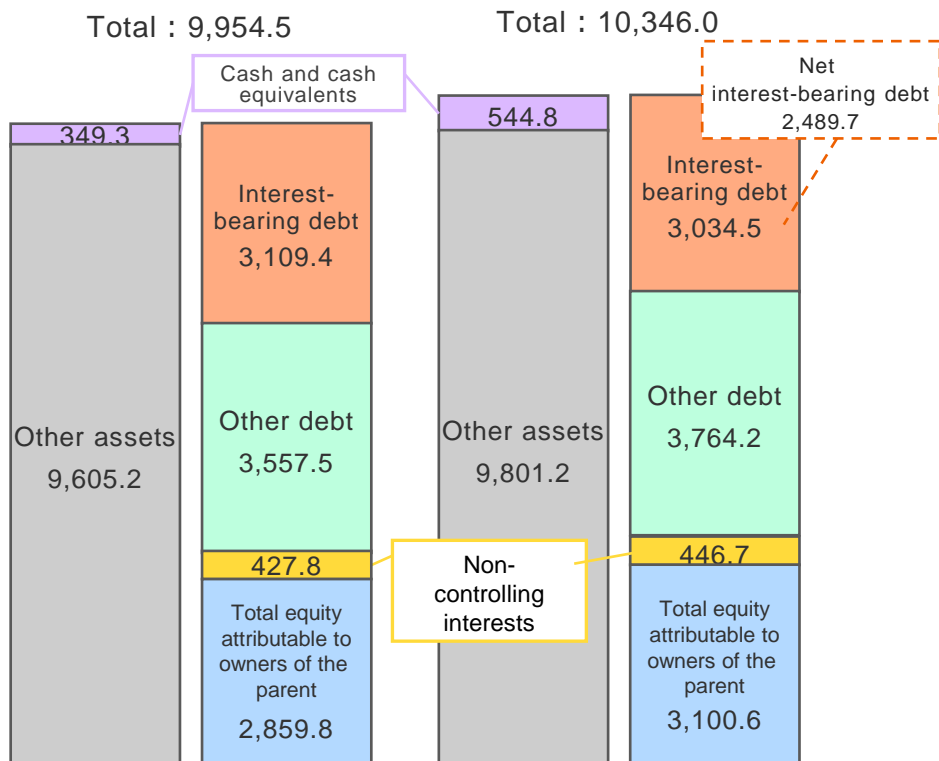 Total : 9,954.5
Total : 10,346.0
Cash and cash
equivalents
Net
interest-bearing debt
2,489.7
349.3
544.8
Interest-
bearing debt
3,109.4
Interest-
bearing debt
3,034.5
Other assets
9,605.2
Other debt
3,557.5
Other assets
9,801.2
Other debt
3,764.2
427.8
Non-
controlling
interests
446.7
Total equity
attributable to
owners of the
parent
2,859.8
Total equity
attributable to
owners of the
parent
3,100.6